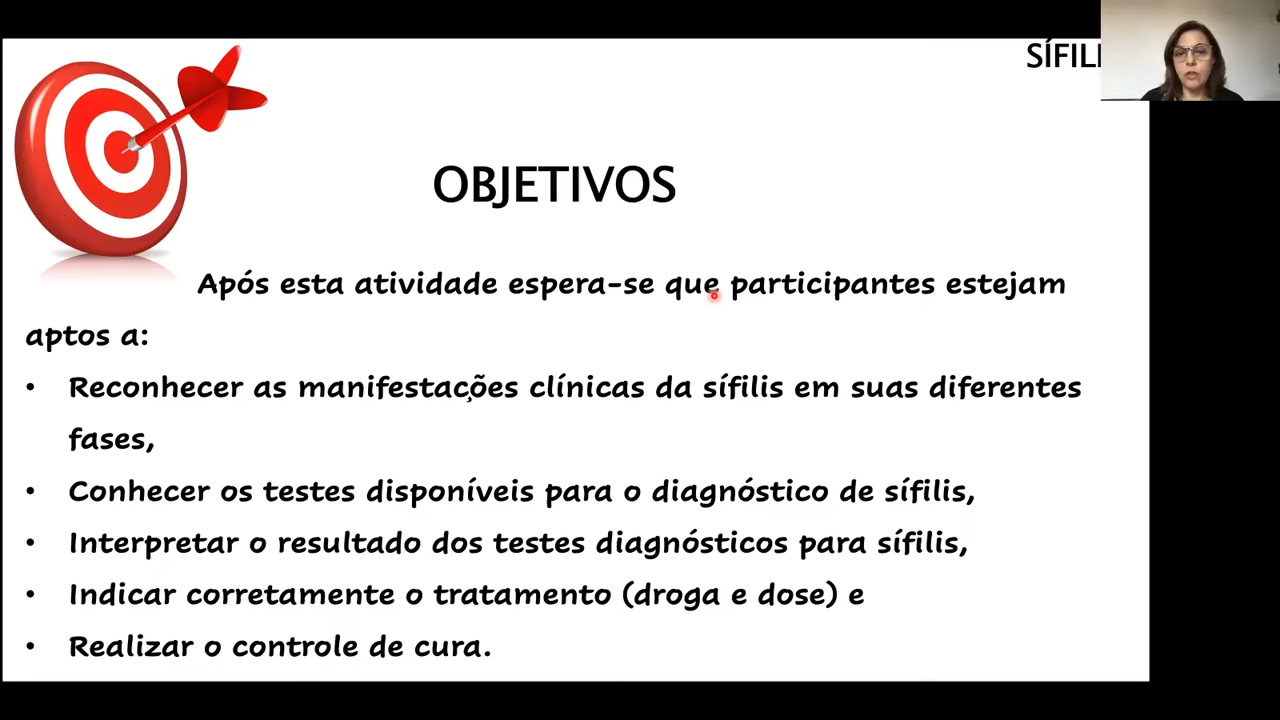 SÍFILI
OBJETIVOS
Após esta atividade espera-se que participantes estejam
aptos a:
• Reconhecer as manifestações clínicas da sífilis em suas diferentes
fases,
• Conhecer os testes disponíveis para o diagnóstico de sífilis,
• Interpretar o resultado dos testes diagnósticos para sífilis,
• Indicar corretamente o tratamento (droga e dose) e
• Realizar o controle de cura.